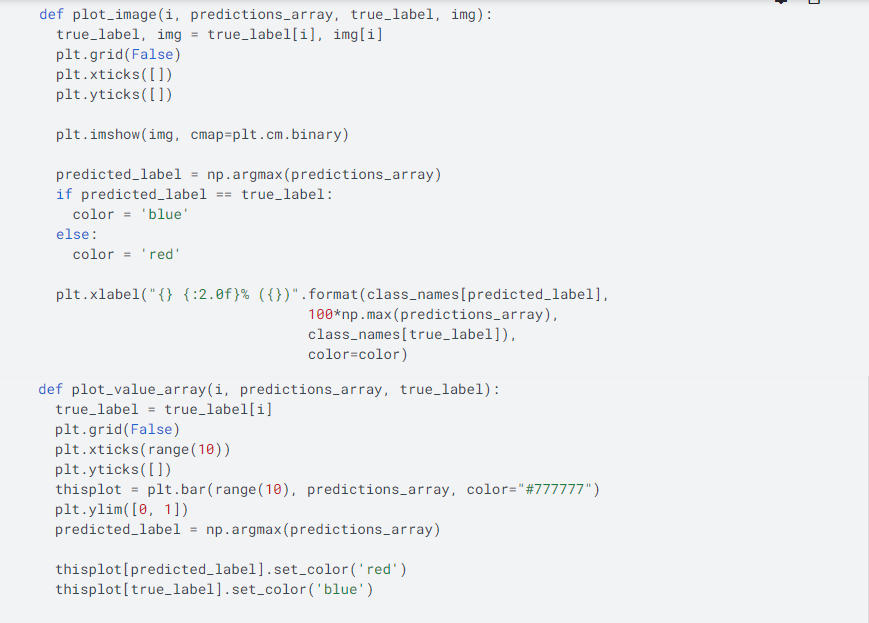 def plot_image(i, predictions_array, true_label, img):
  true_label, img = true_label[i], img[i]
  plt.grid(False)
  plt.xticks([])
  plt.yticks([])

  plt.imshow(img, cmap=plt.cm.binary)

  predicted_label = np.argmax(predictions_array)
  if predicted_label == true_label:
    color = 'blue'
  else:
    color = 'red'

  plt.xlabel("{} {:2.0f}% ({})".format(class_names[predicted_label],
                                100*np.max(predictions_array),
                                class_names[true_label]),
                                color=color)

def plot_value_array(i, predictions_array, true_label):
  true_label = true_label[i]
  plt.grid(False)
  plt.xticks(range(10))
  plt.yticks([])
  thisplot = plt.bar(range(10), predictions_array, color="#777777")
  plt.ylim([0, 1])
  predicted_label = np.argmax(predictions_array)

  thisplot[predicted_label].set_color('red')
  thisplot[true_label].set_color('blue')